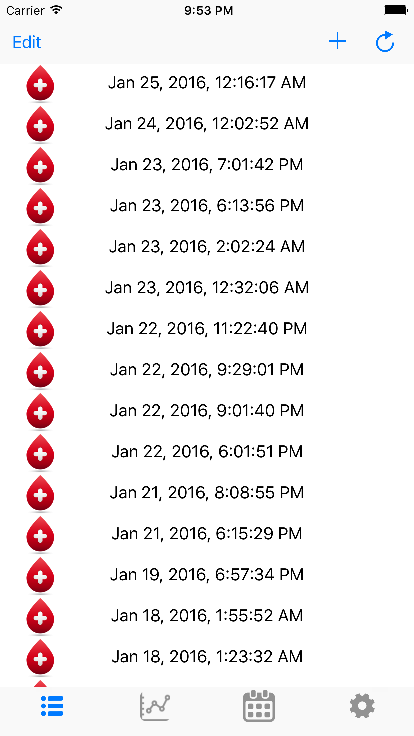 Carrier 9:53 PM
Edit
Jan 25, 2016, 12:16:17 AM
Jan 24, 2016, 12:02:52 AM
Jan 23, 2016, 7:01:42 PM
Jan 23, 2016, 6:13:56 PM
Jan 23, 2016, 2:02:24 AM
Jan 23, 2016, 12:32:06 AM
Jan 22, 2016, 11:22:40 PM
Jan 22, 2016, 9:29:01 PM
Jan 22, 2016, 9:01:40 PM
Jan 22, 2016, 6:01:51 PM
Jan 21, 2016, 8:08:55 PM
Jan 21, 2016, 6:15:29 PM
Jan 19, 2016, 6:57:34 PM
Jan 18, 2016, 1:55:52 AM
Jan 18, 2016, 1:23:32 AM